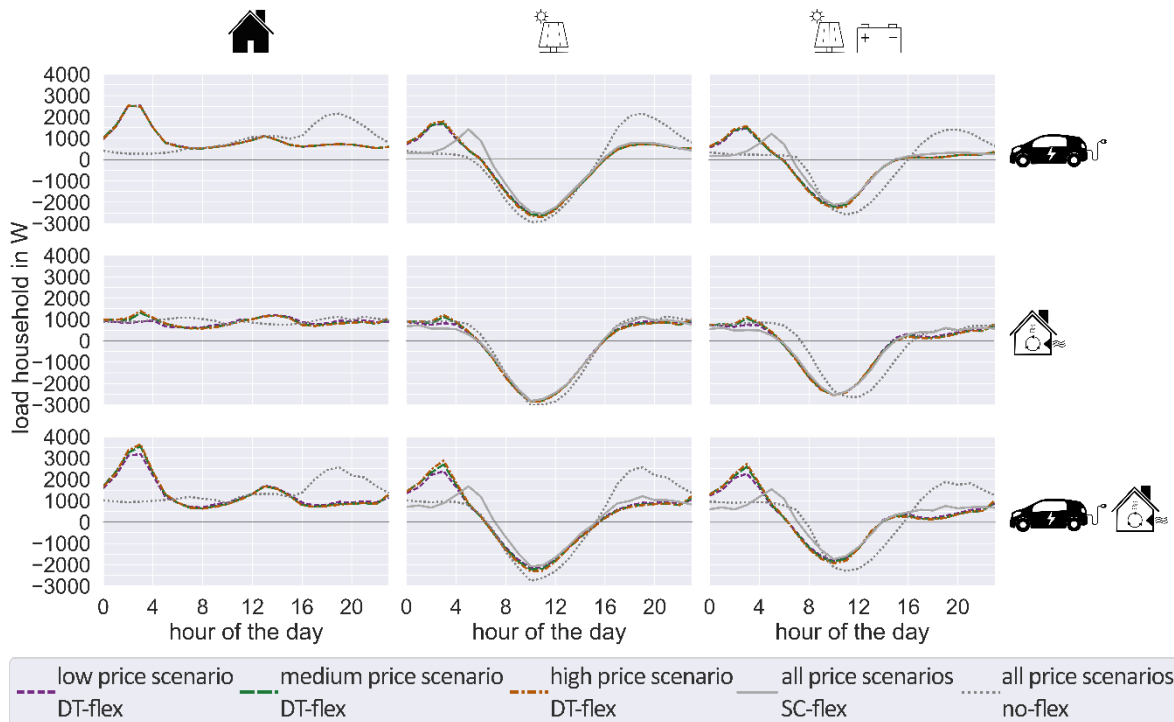 load household in W
4000
3000
2000
1000
0
−1000
−2000
−3000
4000
3000
2000
1000
0
−1000
−2000
−3000
4000
3000
2000
1000
0
−1000
−2000
−3000
0 4 8 12 16 20
0 4 8 12 16 20
0 4 8 12 16 20
hour of the day
hour of the day
hour of the day
low price scenario
DT-flex
medium price scenario
DT-flex
high price scenario
DT-flex
all price scenarios
SC-flex
all price scenarios
no-flex